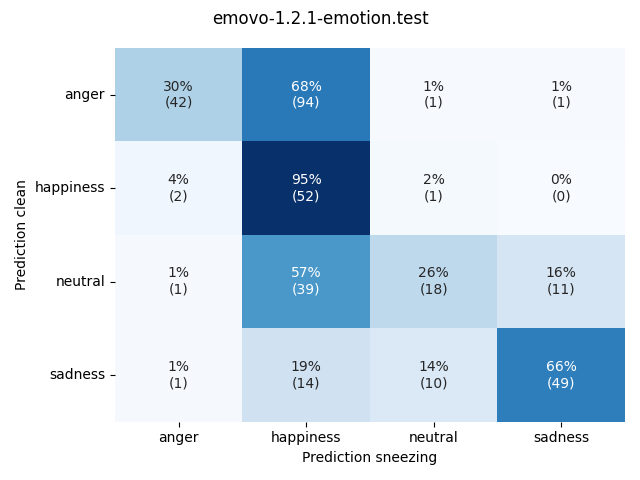 emovo-1.2.1-emotion.test
Prediction clean
anger
30%
(42)
68%
(94)
1%
(1)
1%
(1)
happiness
4%
(2)
95%
(52)
2%
(1)
0%
(0)
neutral
1%
(1)
57%
(39)
26%
(18)
16%
(11)
sadness
1%
(1)
19%
(14)
14%
(10)
66%
(49)
anger
happiness
neutral
sadness
Prediction sneezing